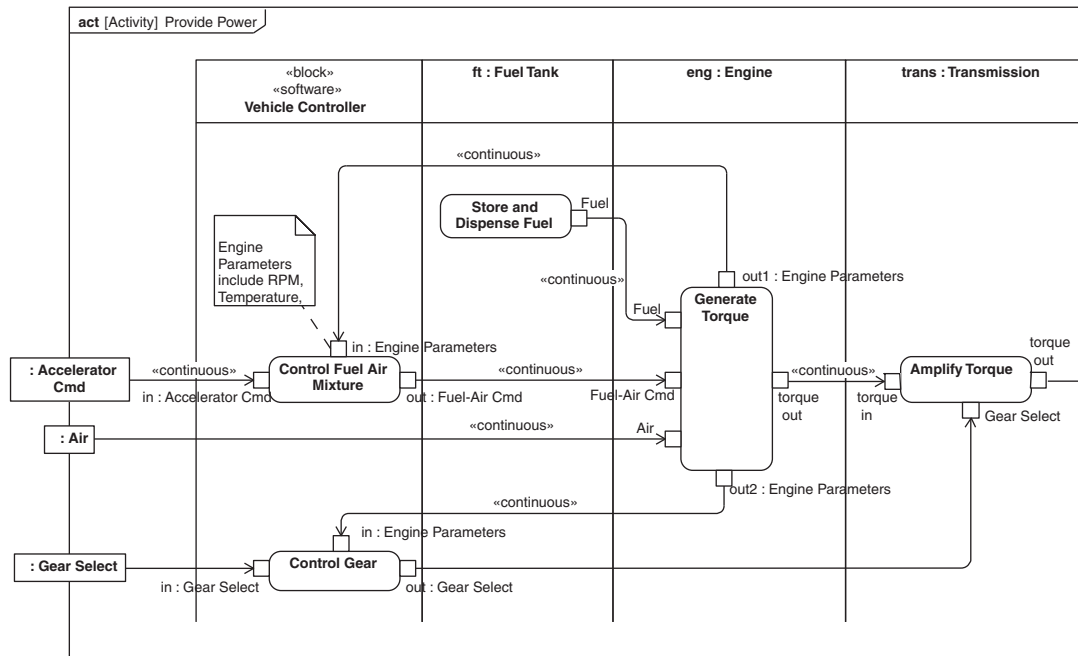 act [Activity] Provide Power
«block»
«software»
Vehicle Controller
ft : Fuel Tank
eng : Engine
trans : Transmission
«continuous»
Store and
Dispense Fuel
Fuel
Engine
Parameters
include RPM,
Temperature,
«continuous»
out1 : Engine Parameters
Generate
Torque
Fuel
in : Engine Parameters
: Accelerator
Cmd
«continuous»
in : Accelerator Cmd
Control Fuel Air
Mixture
out : Fuel-Air Cmd
«continuous»
Fuel-Air Cmd
torque
out
«continuous»
torque
in
Amplify Torque
torque
out
Gear Select
: Air
«continuous»
Air
out2 : Engine Parameters
«continuous»
in : Engine Parameters
: Gear Select
in : Gear Select
Control Gear
out : Gear Select